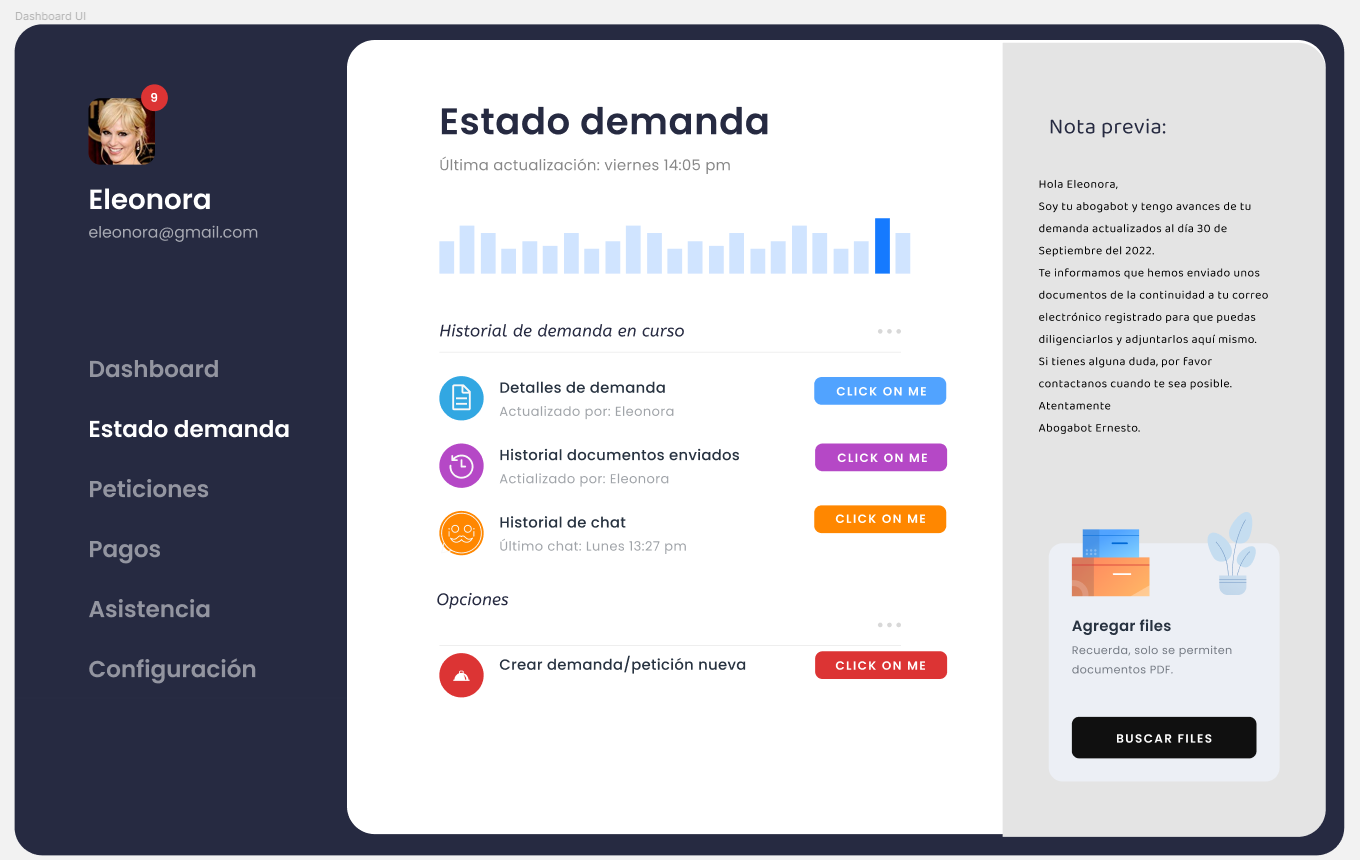 Dashboard UI
9
Eleonora
eleonora@gmail.com
Dashboard
Estado demanda
Peticiones
Pagos
Asistencia
Configuración
Estado demanda
Última actualización: viernes 14:05 pm
Historial de demanda en curso
Detalles de demanda
Actualizado por: Eleonora
CLICK ON ME
Historial documentos enviados
Actializado por: Eleonora
CLICK ON ME
Historial de chat
Último chat: Lunes 13:27 pm
CLICK ON ME
Opciones
Crear demanda/petición nueva
CLICK ON ME
Nota previa:
Hola Eleonora,
Soy tu abogabot y tengo avances de tu
demanda actualizados al día 30 de
Septiembre del 2022.
Te informamos que hemos enviado unos
documentos de la continuidad a tu correo
electrónico registrado para que puedas
diligenciarlos y adjuntarlos aquí mismo.
Si tienes alguna duda, por favor
contactanos cuando te sea posible.
Atentamente
Abogabot Ernesto.
Agregar files
Recuerda, solo se permiten
documentos PDF.
BUSCAR FILES